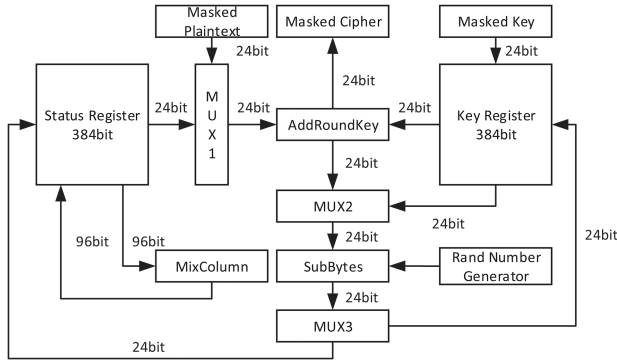 Masked
Plaintext
Masked Cipher
Masked Key
24bit
24bit
24bit
24bit
Status Register
384bit
24bit
M
U
X
1
24bit
AddRoundKey
24bit
Key Register
384bit
24bit
MUX2
24bit
24bit
24bit
96bit
96bit
MixColumn
SubBytes
Rand Number
Generator
24bit
MUX3
24bit